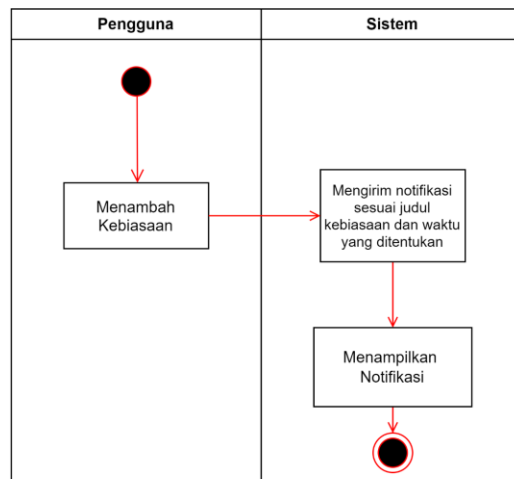 Pengguna
Sistem
Menambah
Kebiasaan
Mengirim notifikasi
sesuai judul
kebiasaan dan waktu
yang ditentukan
Menampilkan
Notifikasi